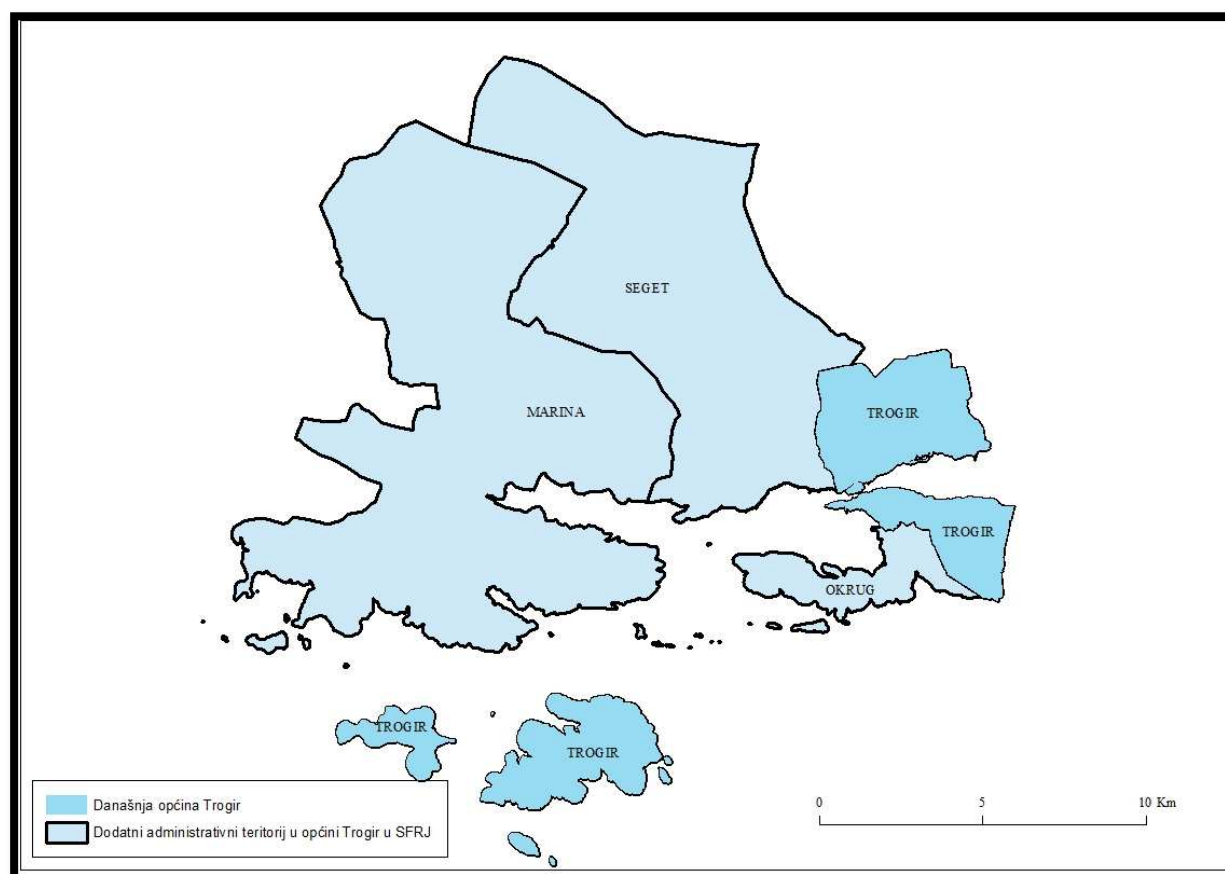 SEGET
MARINA
TROGIR
TROGIR
OKRUG
TROGIR
TROGIR
Današnja općina Trogir
Dodatni administrativni teritorij u općini Trogir u SFRJ
0 5 10 Km